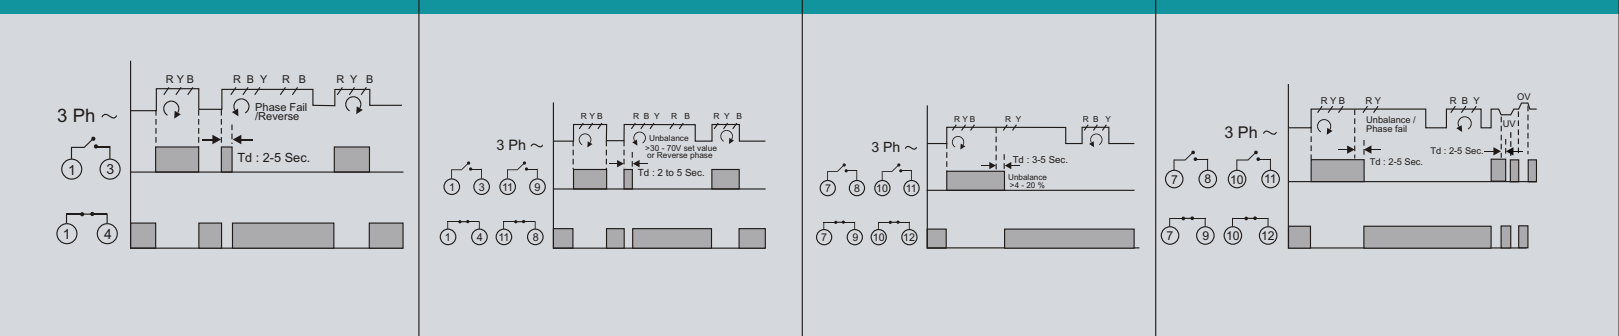 R Y B
R B Y
R B
R Y B
3 Ph ~
Phase Fail
/Reverse
Td : 2-5 Sec.
1
3
1
4
R Y B
R B Y
R B
R Y B
3 Ph ~
Unbalance
>30 - 70V set value
or Reverse phase
Td : 2 to 5 Sec.
1
3
11
9
1
4
11
8
R Y B
R Y
R B Y
3 Ph ~
Td : 3-5 Sec.
Unbalance
>4 - 20 %
7
8
10
11
7
9
10
12
R Y B
R Y
R B Y
OV
3 Ph ~
Unbalance /
Phase fail
UV
Td : 2-5 Sec.
Td : 2-5 Sec.
7
8
10
11
7
9
10
12